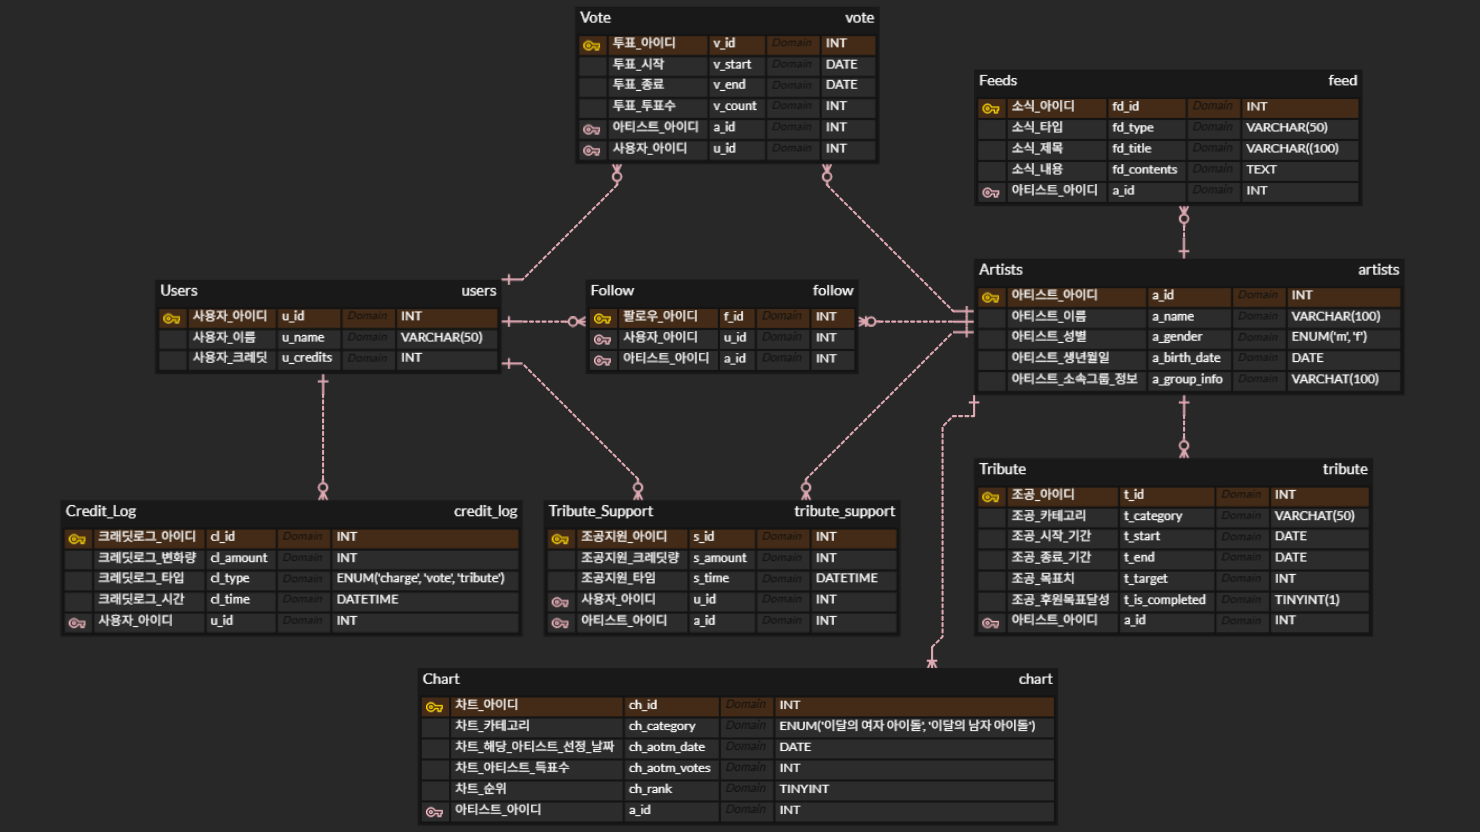 Vote vote
투표_아이디 v_id Domain INT
투표_시작 v_start Domain DATE
투표_종료 v_end Domain DATE
투표_투표수 v_count Domain INT
아티스트_아이디 a_id Domain INT
사용자_아이디 u_id Domain INT
Feeds feed
소식_아이디 fd_id Domain INT
소식_타입 fd_type Domain VARCHAR(50)
소식_제목 fd_title Domain VARCHAR((100)
소식_내용 fd_contents Domain TEXT
아티스트_아이디 a_id Domain INT
Users users
사용자_아이디 u_id Domain INT
사용자_이름 u_name Domain VARCHAR(50)
사용자_크레딧 u_credits Domain INT
Follow follow
팔로우_아이디 f_id Domain INT
사용자_아이디 u_id Domain INT
아티스트_아이디 a_id Domain INT
Artists artists
아티스트_아이디 a_id Domain INT
아티스트_이름 a_name Domain VARCHAR(100)
아티스트_성별 a_gender Domain ENUM('m', 'f')
아티스트_생년월일 a_birth_date Domain DATE
아티스트_소속그룹_정보 a_group_info Domain VARCHAT(100)
Credit_Log credit_log
크레딧로그_아이디 cl_id Domain INT
크레딧로그_변화량 cl_amount Domain INT
크레딧로그_타입 cl_type Domain ENUM('charge', 'vote', 'tribute')
크래딧로그_시간 cl_time Domain DATETIME
사용자_아이디 u_id Domain INT
Tribute_Support tribute_support
조공지원_아이디 s_id Domain INT
조공지원_크레딧량 s_amount Domain INT
조공지원_타임 s_time Domain DATETIME
사용자_아이디 u_id Domain INT
아티스트_아이디 a_id Domain INT
Tribute tribute
조공_아이디 t_id Domain INT
조공_카테고리 t_category Domain VARCHAT(50)
조공_시작_기간 t_start Domain DATE
조공_종료_기간 t_end Domain DATE
조공_목표치 t_target Domain INT
조공_후원목표달성 t_is_completed Domain TINYINT(1)
아티스트_아이디 a_id Domain INT
Chart chart
차트_아이디 ch_id Domain INT
차트_카테고리 ch_category Domain ENUM('이달의 여자 아이돌', '이달의 남자 아이돌')
차트_해당_아티스트_선정_날짜 ch_aotm_date Domain DATE
차트_아티스트_득표수 ch_aotm_votes Domain INT
차트_순위 ch_rank Domain TINYINT
아티스트_아이디 a_id Domain INT